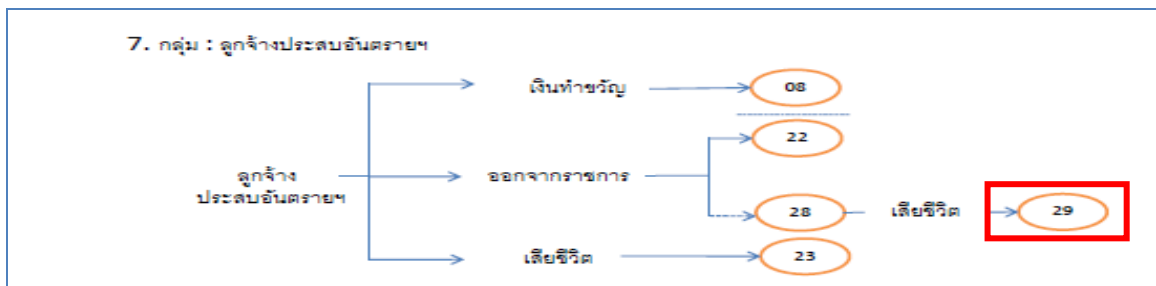 7. กลุ่ม : ลูกจ้างประสบอันตรายฯ
เงินทำขวัญ 08
22
ลูกจ้าง
ประสบอันตรายฯ
ออกจากราชการ
28 เสียชีวิต 29
เสียชีวิต 23